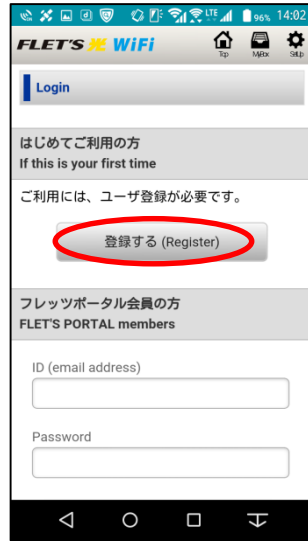 LTE 96% 14:02
FLET'S 光 WiFi
Top MyBox SetUp
Login
はじめてご利用の方
If this is your first time
ご利用には、ユーザ登録が必要です。
登録する (Register)
フレッツポータル会員の方
FLET'S PORTAL members
ID (email address)
Password